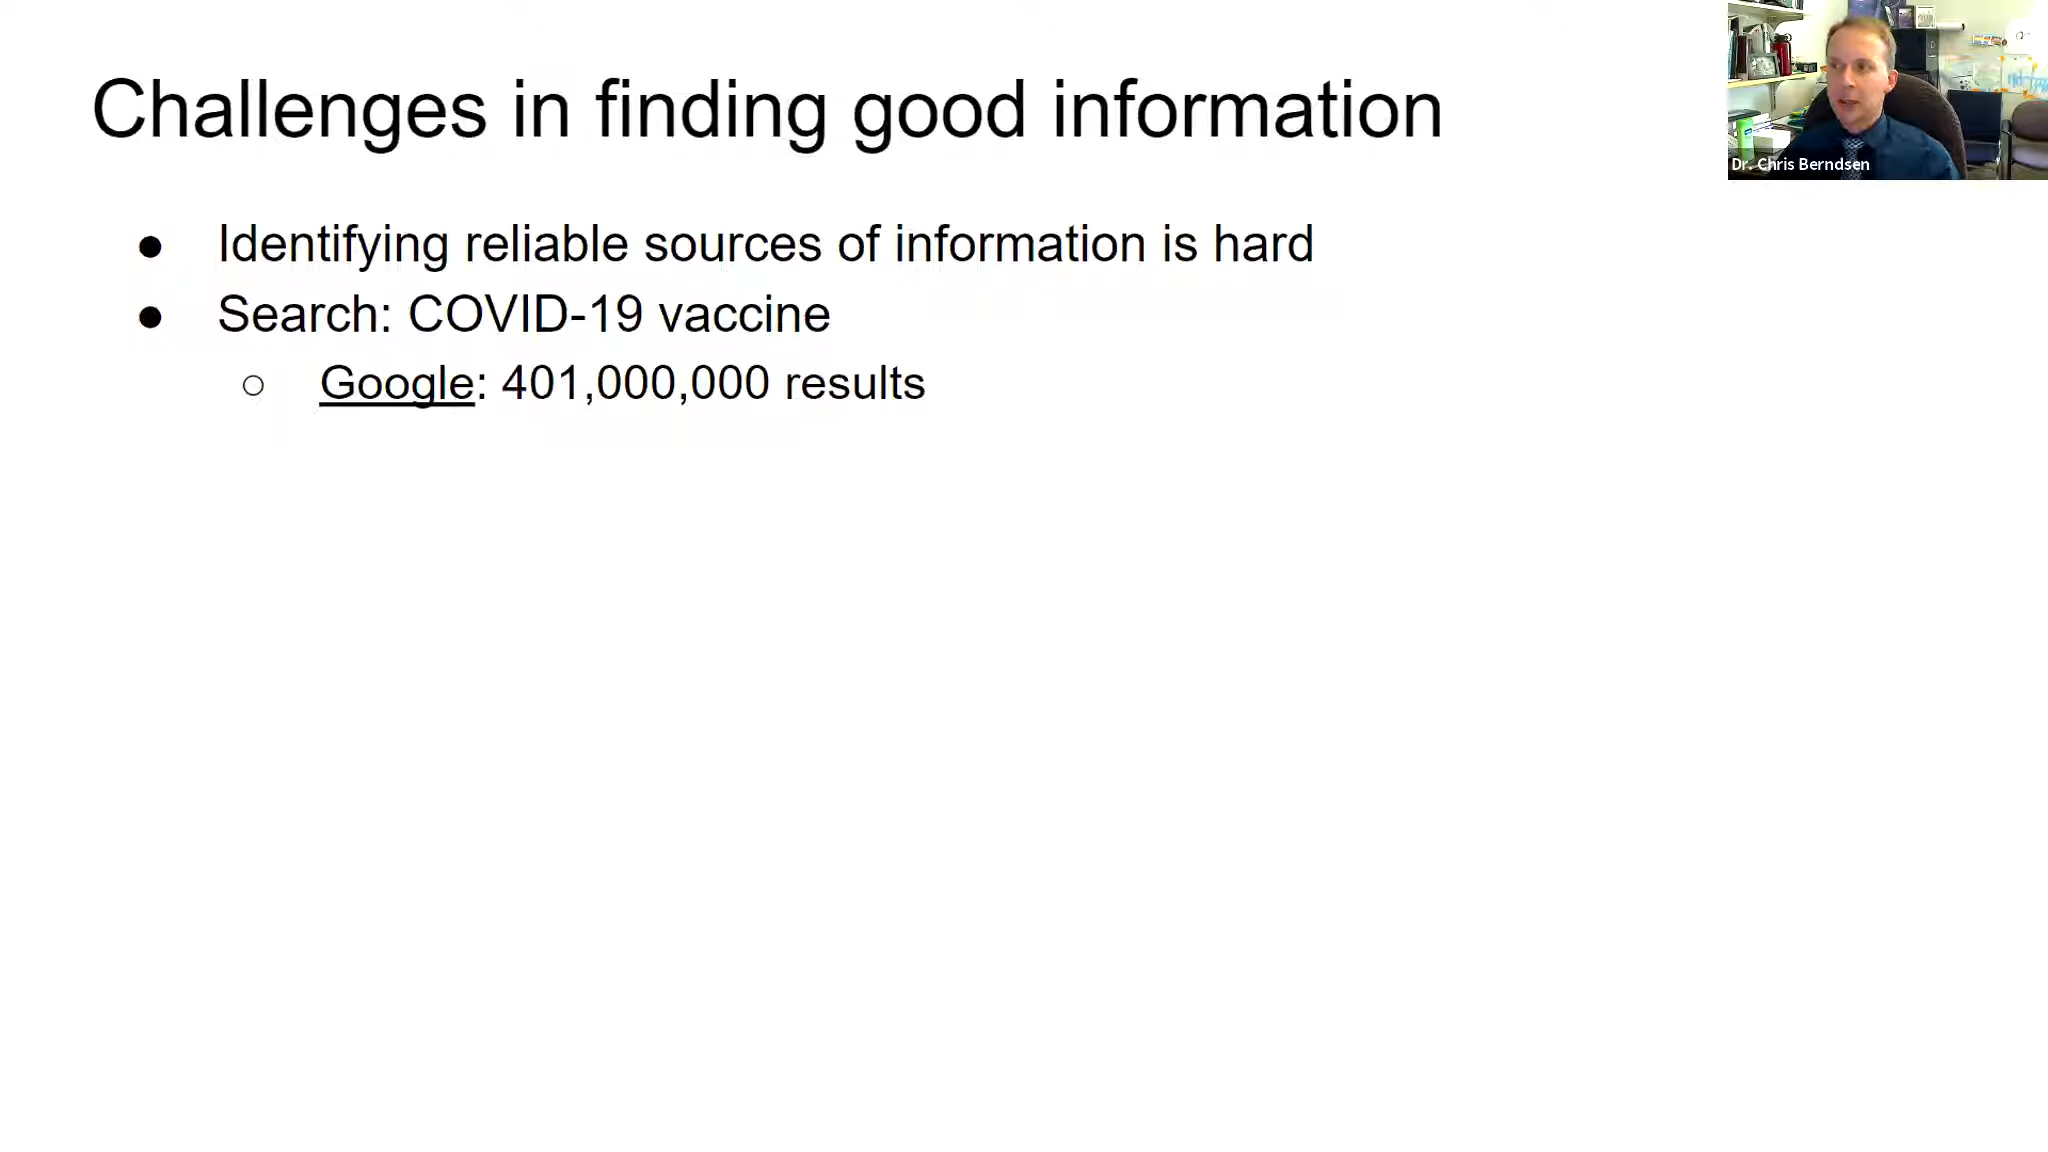 Challenges in finding good information
Dr. Chris Berndsen
● Identifying reliable sources of information is hard
● Search: COVID-19 vaccine
○ Google: 401,000,000 results